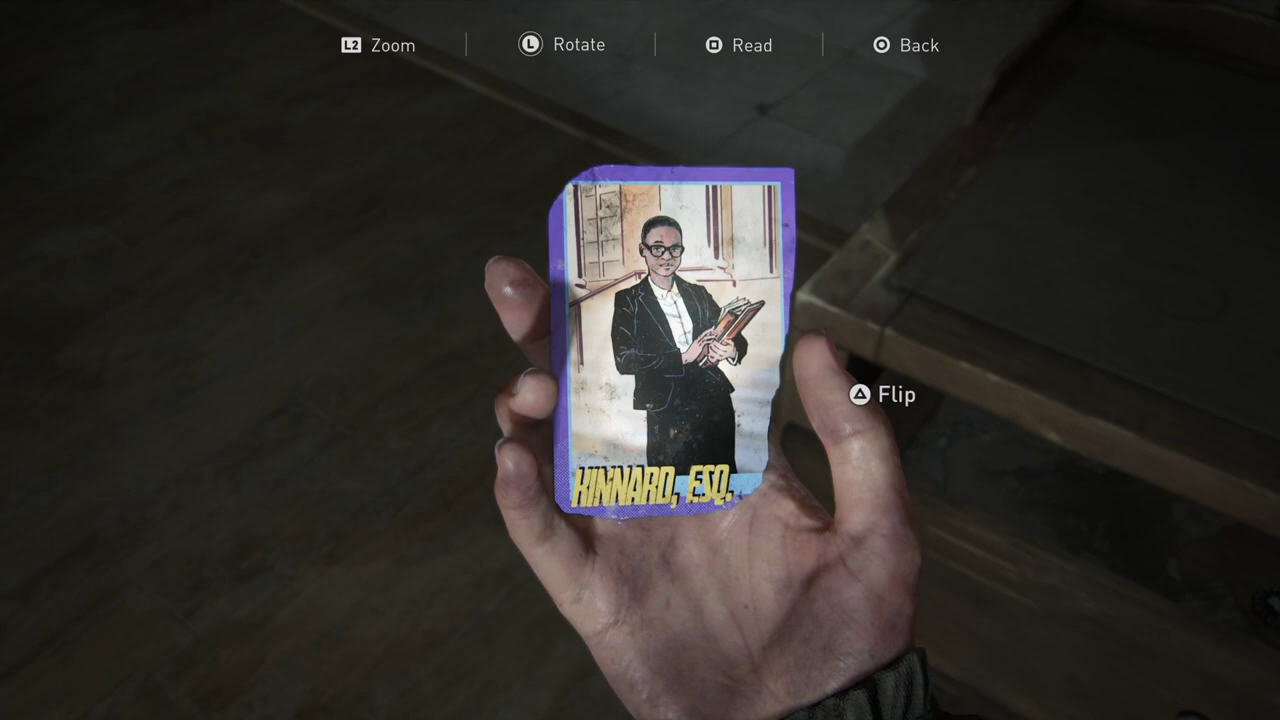 L2 Zoom
L Rotate
Read
Back
Flip
KINNARD, ESQ.